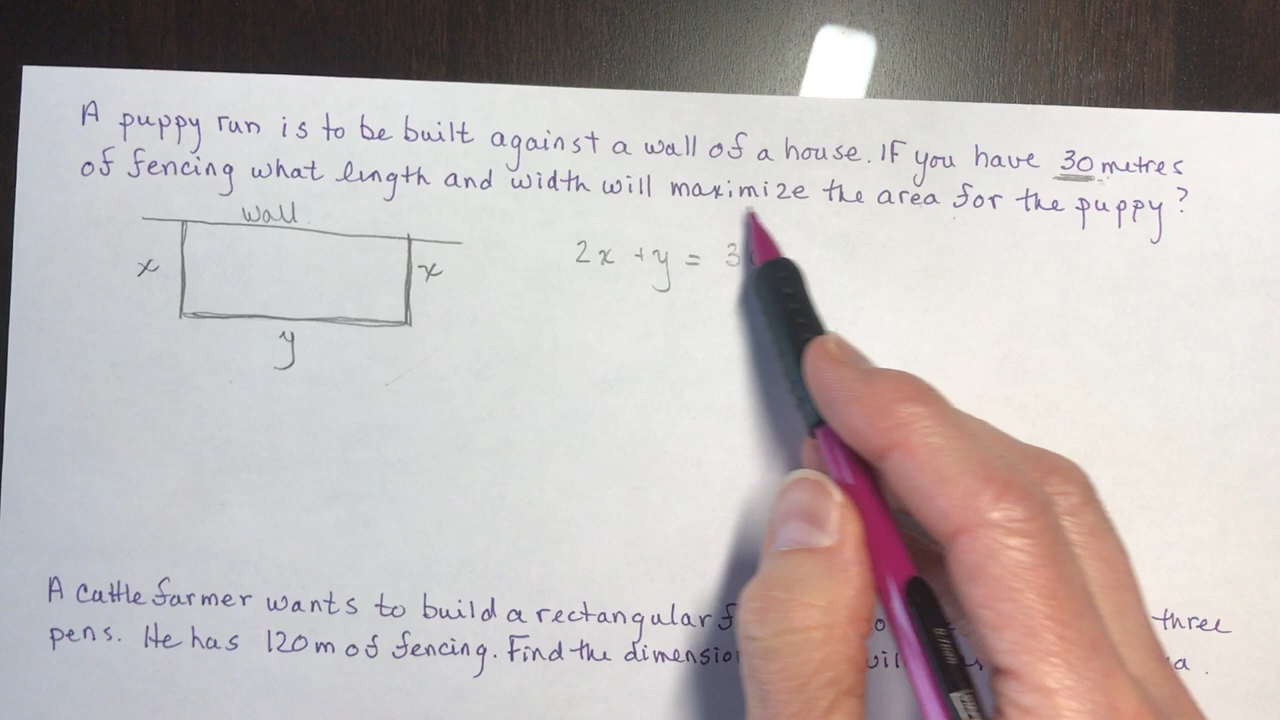 A puppy run is to be built against a wall of a house. If you have 30 metres
of fencing what length and width will maximize the area for the puppy?
wall
x
x
y
2x + y = 3
A cattle farmer wants to build a rectangular three
pens. He has 120m of fencing. Find the